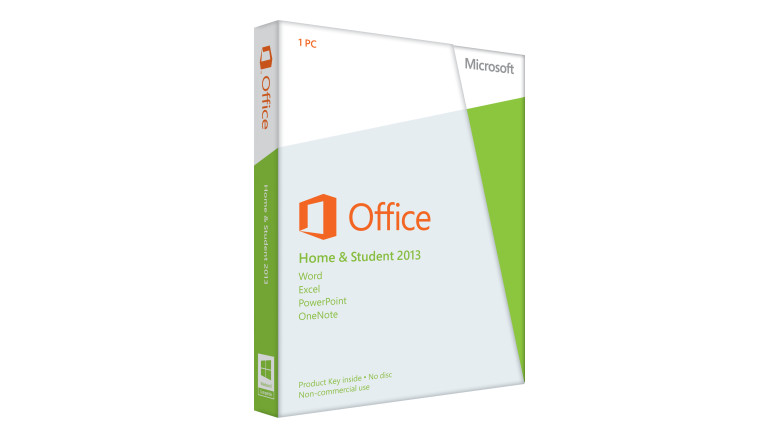 1 PC
Microsoft
Office
Home & Student 2013
Word
Excel
PowerPoint
OneNote
Product Key inside • No disc
Non-commercial use
Office
Home & Student 2013